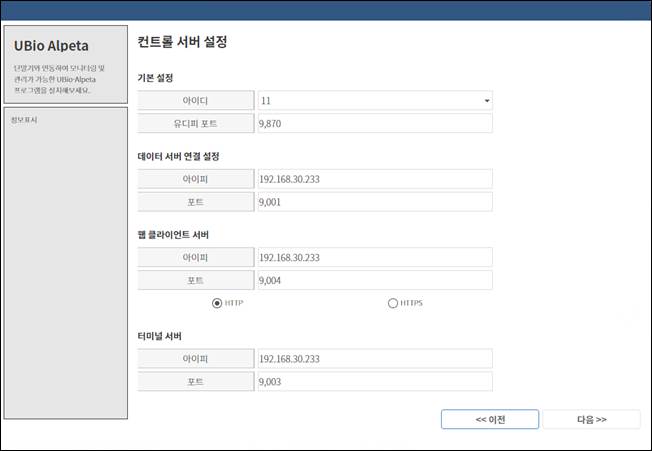 UBio Alpeta
단말기와 연동하여 모니터링 및
관리가 가능한 UBio-Alpeta
프로그램을 설치해보세요.
정보표시
컨트롤 서버 설정
기본 설정
아이디 11
유디피 포트 9,870
데이터 서버 연결 설정
아이피 192.168.30.233
포트 9,001
웹 클라이언트 서버
아이피 192.168.30.233
포트 9,004
HTTP HTTPS
터미널 서버
아이피 192.168.30.233
포트 9,003
<< 이전 다음 >>